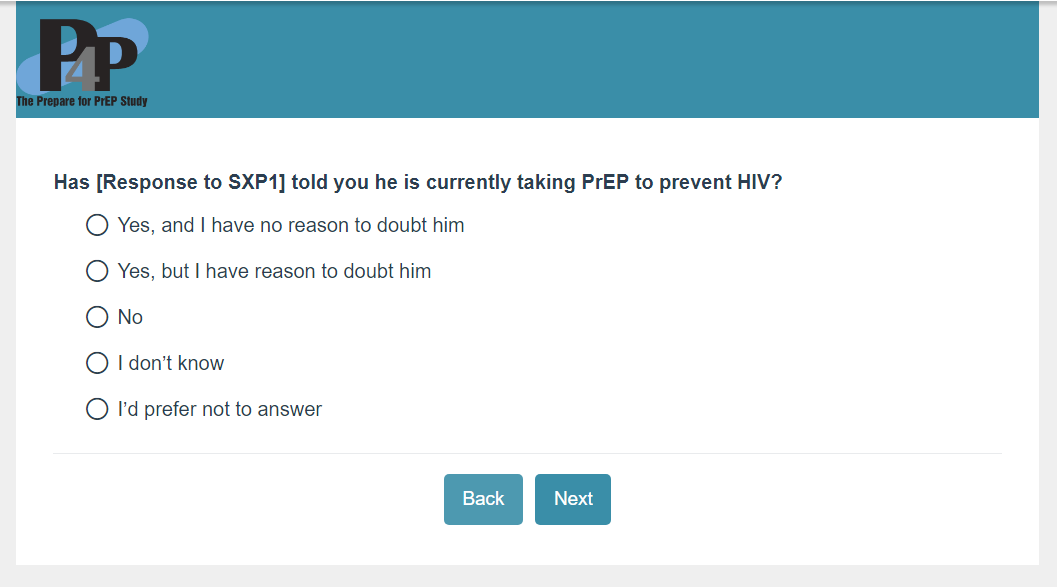 P4P
The Prepare for PrEP Study
Has [Response to SXP1] told you he is currently taking PrEP to prevent HIV?
Yes, and I have no reason to doubt him
Yes, but I have reason to doubt him
No
I don’t know
I’d prefer not to answer
Back Next